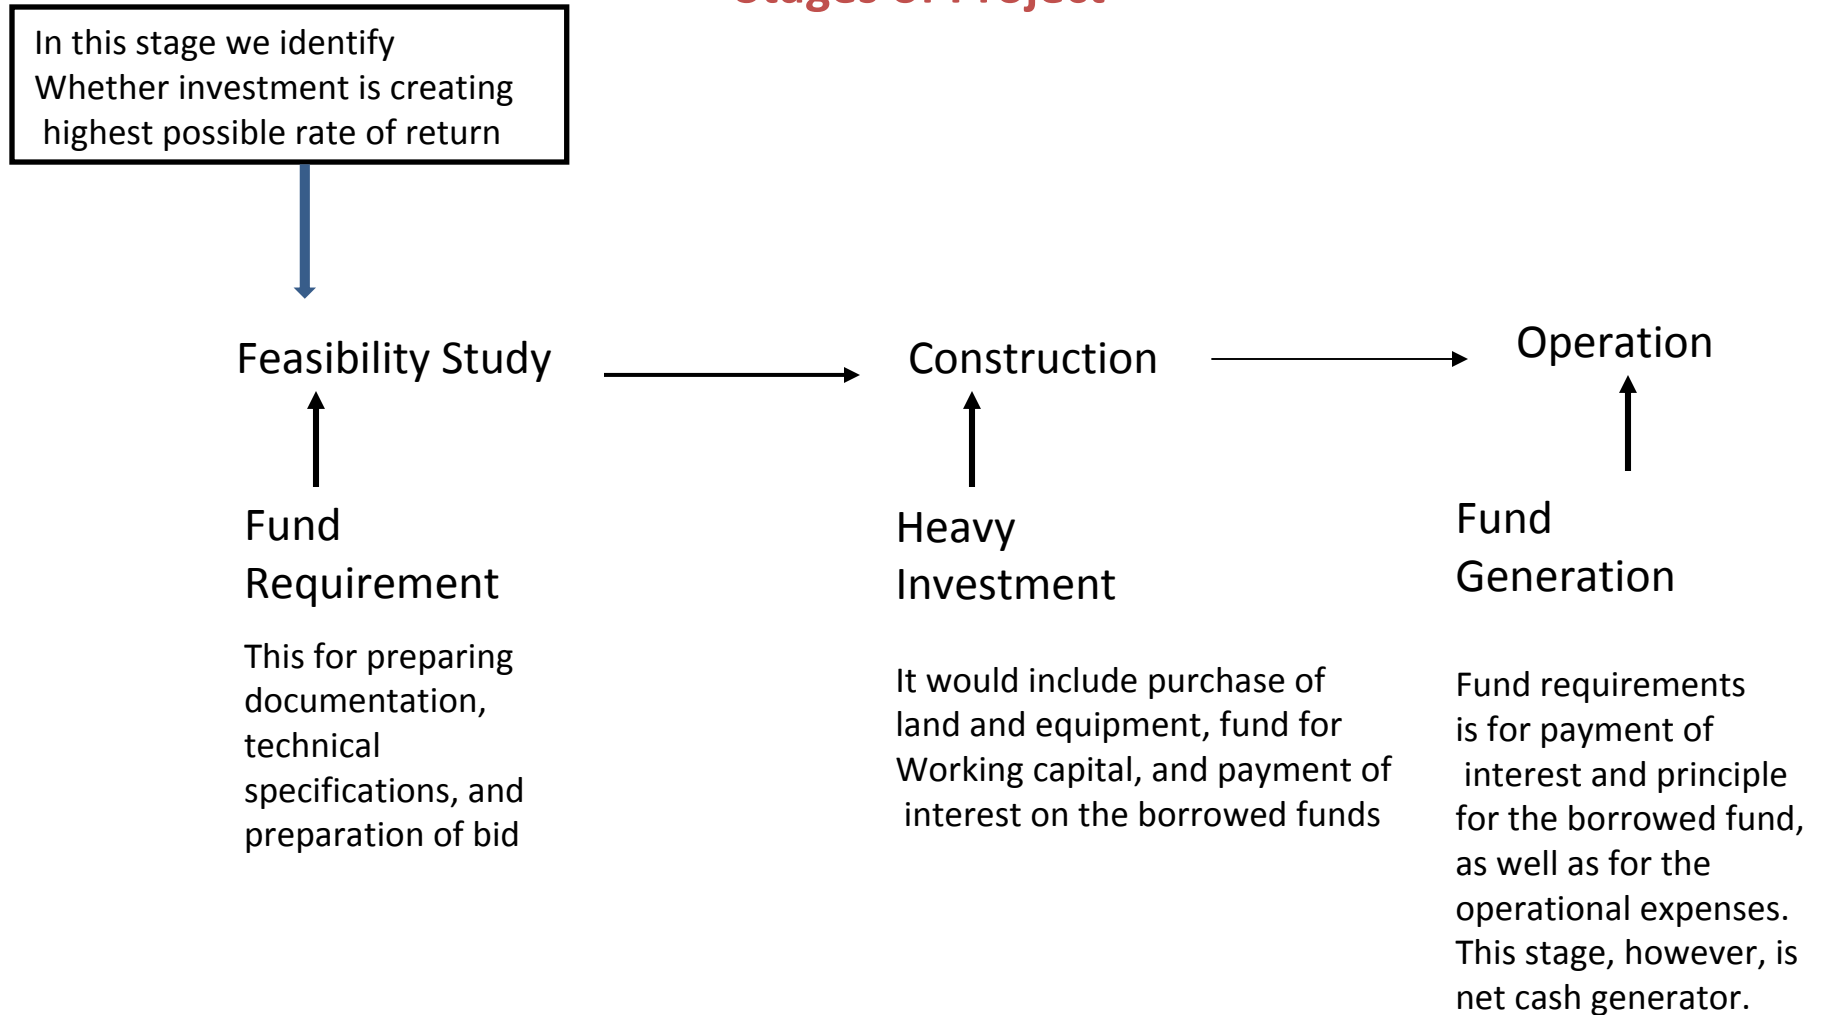 Stages of Project
In this stage we identify
Whether investment is creating
highest possible rate of return
Feasibility Study
Construction
Operation
Fund
Requirement
This for preparing
documentation,
technical
specifications, and
preparation of bid
Heavy
Investment
It would include purchase of
land and equipment, fund for
Working capital, and payment of
interest on the borrowed funds
Fund
Generation
Fund requirements
is for payment of
interest and principle
for the borrowed fund,
as well as for the
operational expenses.
This stage, however, is
net cash generator.